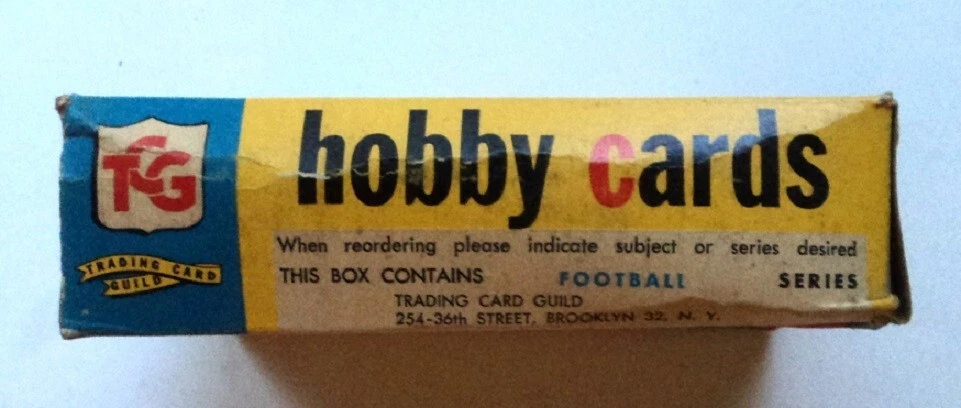 TCG
TRADING CARD
GUILD
hobby cards
When reordering please indicate subject or series desired
THIS BOX CONTAINS FOOTBALL SERIES
TRADING CARD GUILD
254-36th STREET, BROOKLYN 32, N. Y.